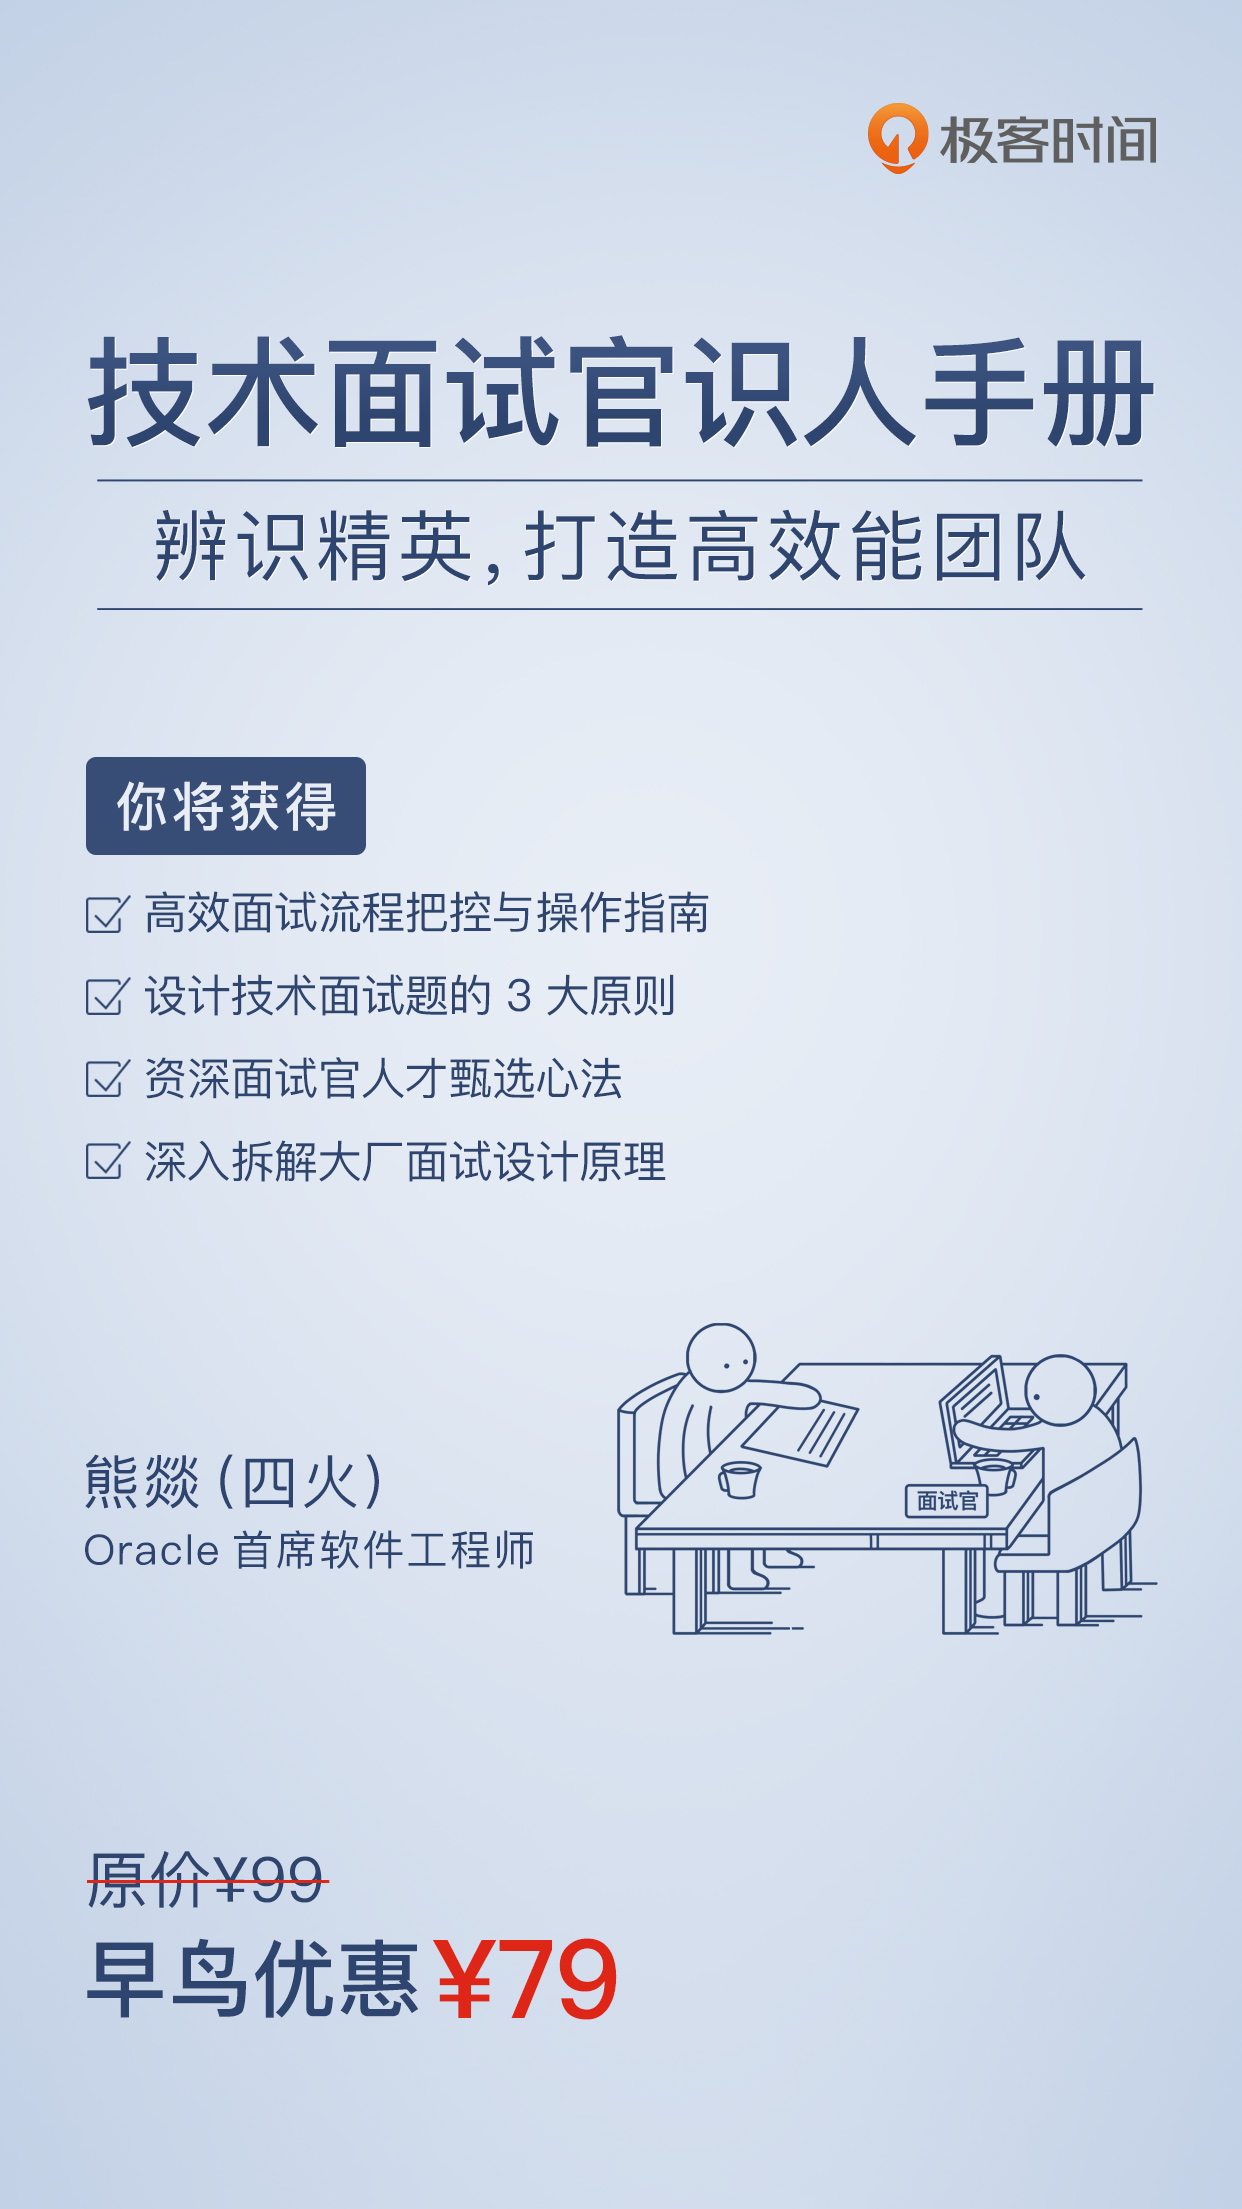 极客时间
技术面试官识人手册
辨识精英,打造高效能团队
你将获得
高效面试流程把控与操作指南
设计技术面试题的 3 大原则
资深面试官人才甄选心法
深入拆解大厂面试设计原理
熊燚(四火)
Oracle 首席软件工程师
面试官
原价¥99
早鸟优惠¥79